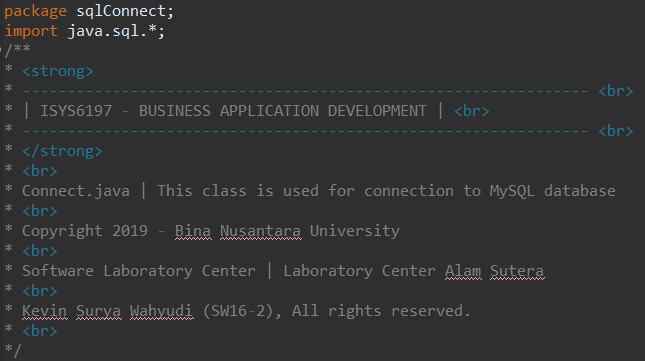 package sqlConnect;
import java.sql.*;
/**
* <strong>
* --------------------------------------------------------------- <br>
* | ISYS6197 - BUSINESS APPLICATION DEVELOPMENT | <br>
* --------------------------------------------------------------- <br>
* </strong>
* <br>
* Connect.java | This class is used for connection to MySQL database
* <br>
* Copyright 2019 - Bina Nusantara University
* <br>
* Software Laboratory Center | Laboratory Center Alam Sutera
* <br>
* Kevin Surya Wahyudi (SW16-2), All rights reserved.
* <br>
*/